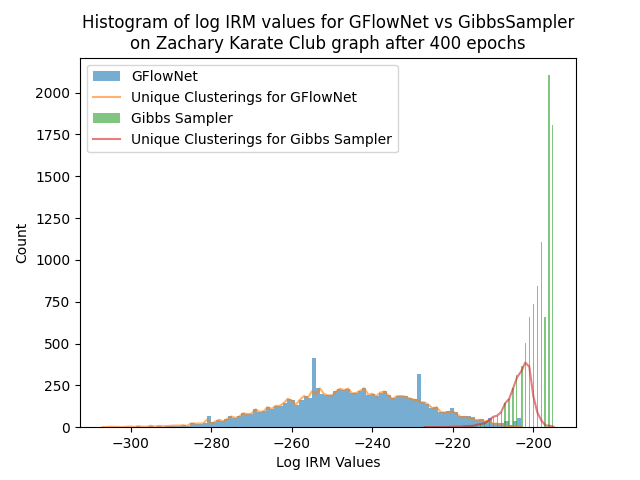 Histogram of log IRM values for GFlowNet vs GibbsSampler
on Zachary Karate Club graph after 400 epochs
GFlowNet
Unique Clusterings for GFlowNet
Gibbs Sampler
Unique Clusterings for Gibbs Sampler
Count
2000
1750
1500
1250
1000
750
500
250
0
−300 −280 −260 −240 −220 −200
Log IRM Values